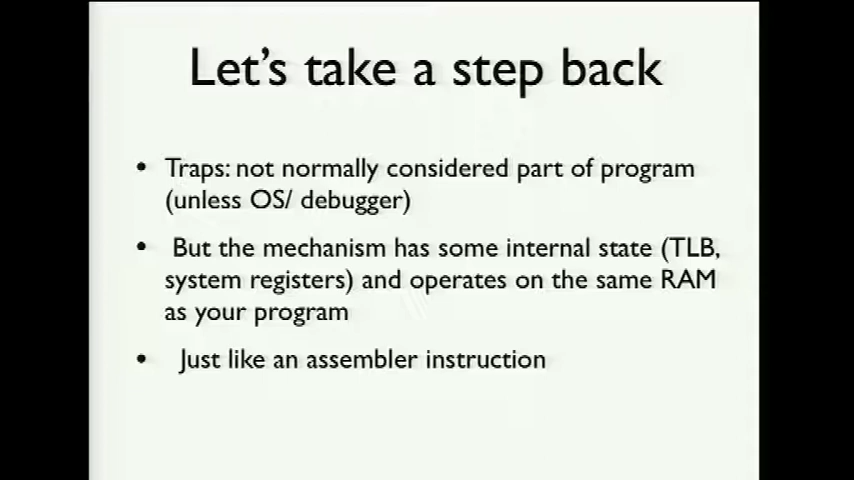 Let's take a step back
• Traps: not normally considered part of program
(unless OS/ debugger)
• But the mechanism has some internal state (TLB,
system registers) and operates on the same RAM
as your program
• Just like an assembler instruction